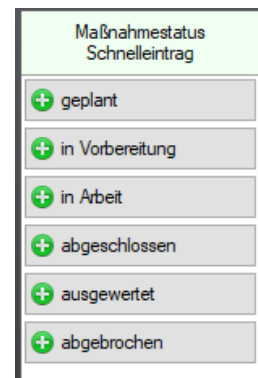 Maßnahmestatus
Schnelleintrag
geplant
in Vorbereitung
in Arbeit
abgeschlossen
ausgewertet
abgebrochen